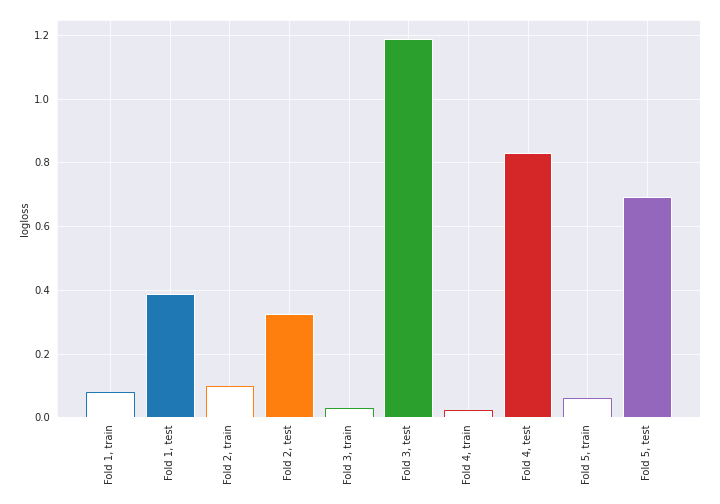 1.2
1.0
0.8
0.6
0.4
0.2
0.0
logloss
Fold 1, train
Fold 1, test
Fold 2, train
Fold 2, test
Fold 3, train
Fold 3, test
Fold 4, train
Fold 4, test
Fold 5, train
Fold 5, test